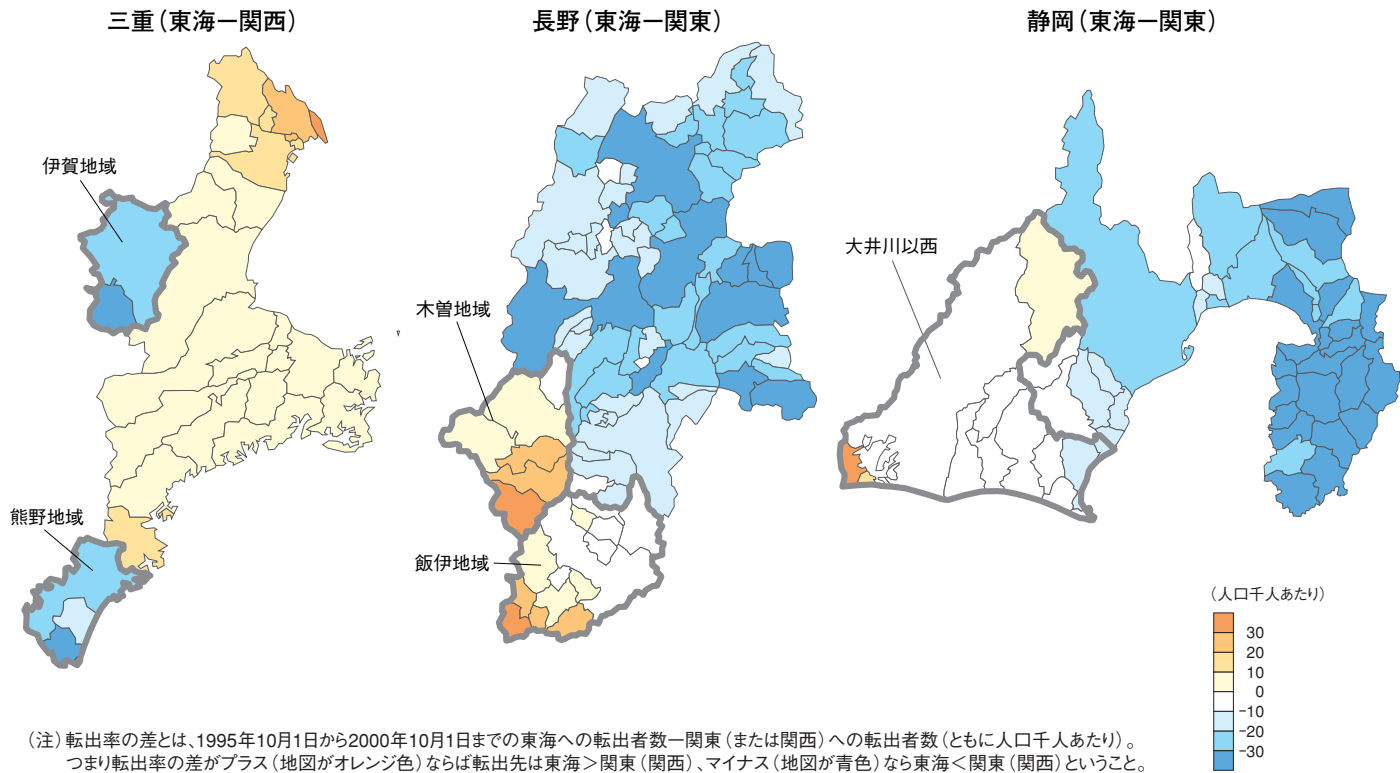 三重（東海ー関西）
長野（東海ー関東）
静岡（東海ー関東）
伊賀地域
熊野地域
木曽地域
飯伊地域
大井川以西
（人口千人あたり）
30
20
10
0
-10
-20
-30
（注）転出率の差とは、1995年10月1日から2000年10月1日までの東海への転出者数ー関東（または関西）への転出者数（ともに人口千人あたり）。
つまり転出率の差がプラス（地図がオレンジ色）ならば転出先は東海＞関東（関西）、マイナス（地図が青色）なら東海＜関東（関西）ということ。